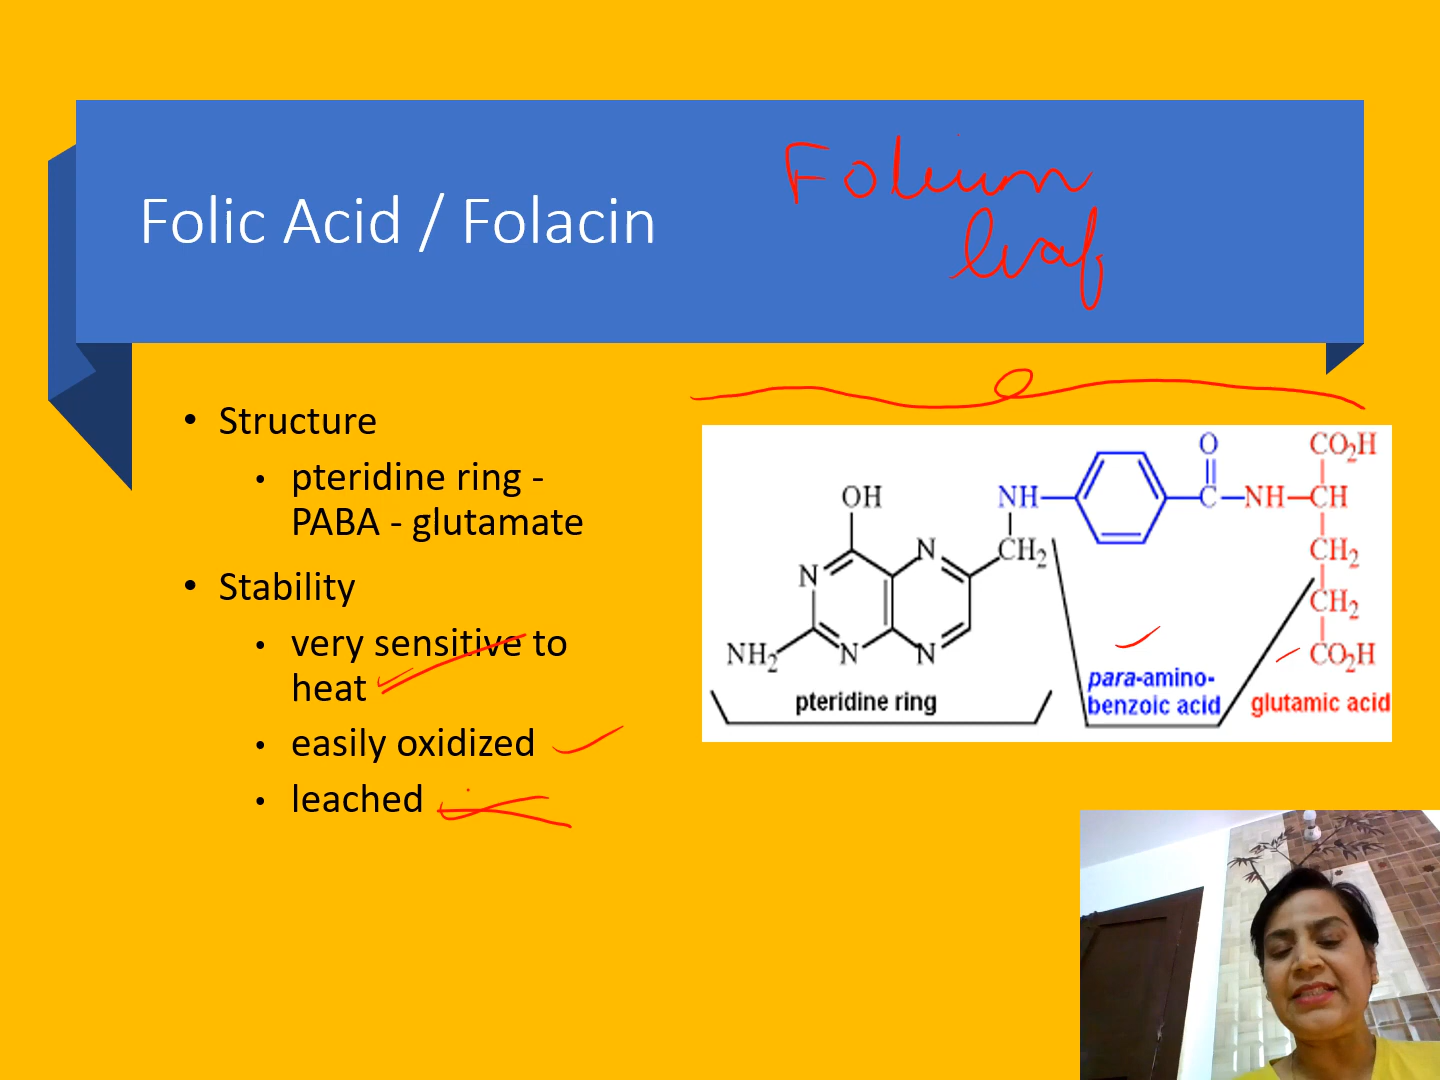 Folic Acid / Folacin
Folium
leaf
• Structure
• pteridine ring -
PABA - glutamate
• Stability
• very sensitive to
heat
• easily oxidized
• leached
OH
N
N
NH2
N
N
CH2
NH
O
C
NH
CH
CO2H
CH2
CH2
CO2H
pteridine ring
para-amino-
benzoic acid
glutamic acid